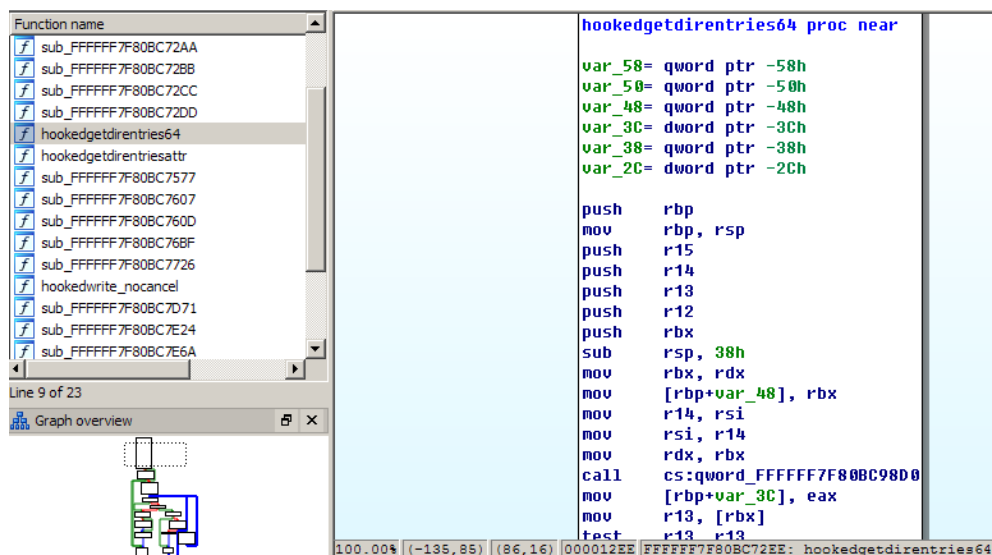 Function name
f sub_FFFFFF7F80BC72AA
f sub_FFFFFF7F80BC72BB
f sub_FFFFFF7F80BC72CC
f sub_FFFFFF7F80BC72DD
f hookedgetdirentries64
f hookedgetdirentriesattr
f sub_FFFFFF7F80BC7577
f sub_FFFFFF7F80BC7607
f sub_FFFFFF7F80BC760D
f sub_FFFFFF7F80BC76BF
f sub_FFFFFF7F80BC7726
f hookedwrite_nocancel
f sub_FFFFFF7F80BC7D71
f sub_FFFFFF7F80BC7E24
f sub_FFFFFF7F80BC7E6A
Line 9 of 23
Graph overview
hookedgetdirentries64 proc near
var_58= qword ptr -58h
var_50= qword ptr -50h
var_48= qword ptr -48h
var_3C= dword ptr -3Ch
var_38= qword ptr -38h
var_2C= dword ptr -2Ch
push rbp
mov rbp, rsp
push r15
push r14
push r13
push r12
push rbx
sub rsp, 38h
mov rbx, rdx
mov [rbp+var_48], rbx
mov r14, rsi
mov rsi, r14
mov rdx, rbx
call cs:qword_FFFFFF7F80BC98D0
mov [rbp+var_3C], eax
mov r13, [rbx]
test r13, r13
100.00% (-135,85) (86,16) 000012EE FFFFFF7F80BC72EE: hookedgetdirentries64